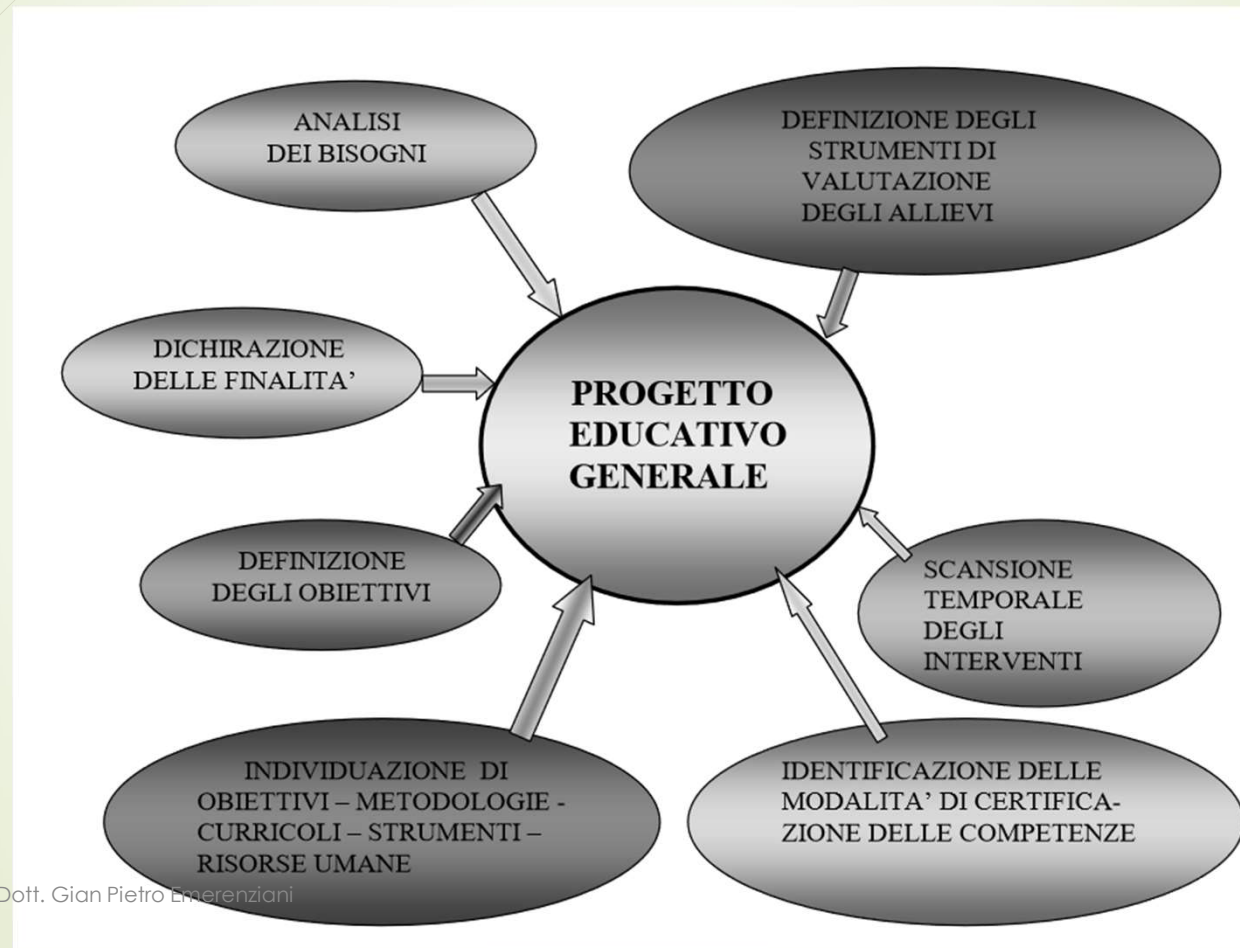 ANALISI
DEI BISOGNI
DEFINIZIONE DEGLI
STRUMENTI DI
VALUTAZIONE
DEGLI ALLIEVI
DICHIRAZIONE
DELLE FINALITA’
PROGETTO
EDUCATIVO
GENERALE
DEFINIZIONE
DEGLI OBIETTIVI
SCANSIONE
TEMPORALE
DEGLI
INTERVENTI
INDIVIDUAZIONE DI
OBIETTIVI – METODOLOGIE -
CURRICOLI – STRUMENTI –
RISORSE UMANE
IDENTIFICAZIONE DELLE
MODALITA’ DI CERTIFICA-
ZIONE DELLE COMPETENZE
Dott. Gian Pietro Emerenziani